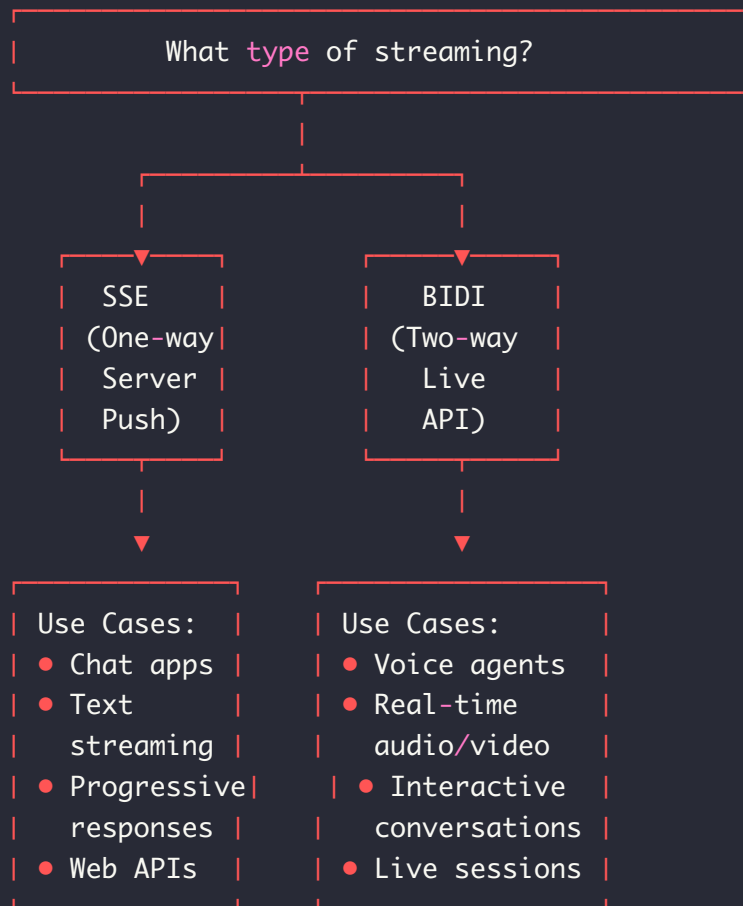 What type of streaming?
SSE
(One-way
Server
Push)
BIDI
(Two-way
Live
API)
Use Cases:
• Chat apps
• Text
streaming
• Progressive
responses
• Web APIs
Use Cases:
• Voice agents
• Real-time
audio/video
• Interactive
conversations
• Live sessions